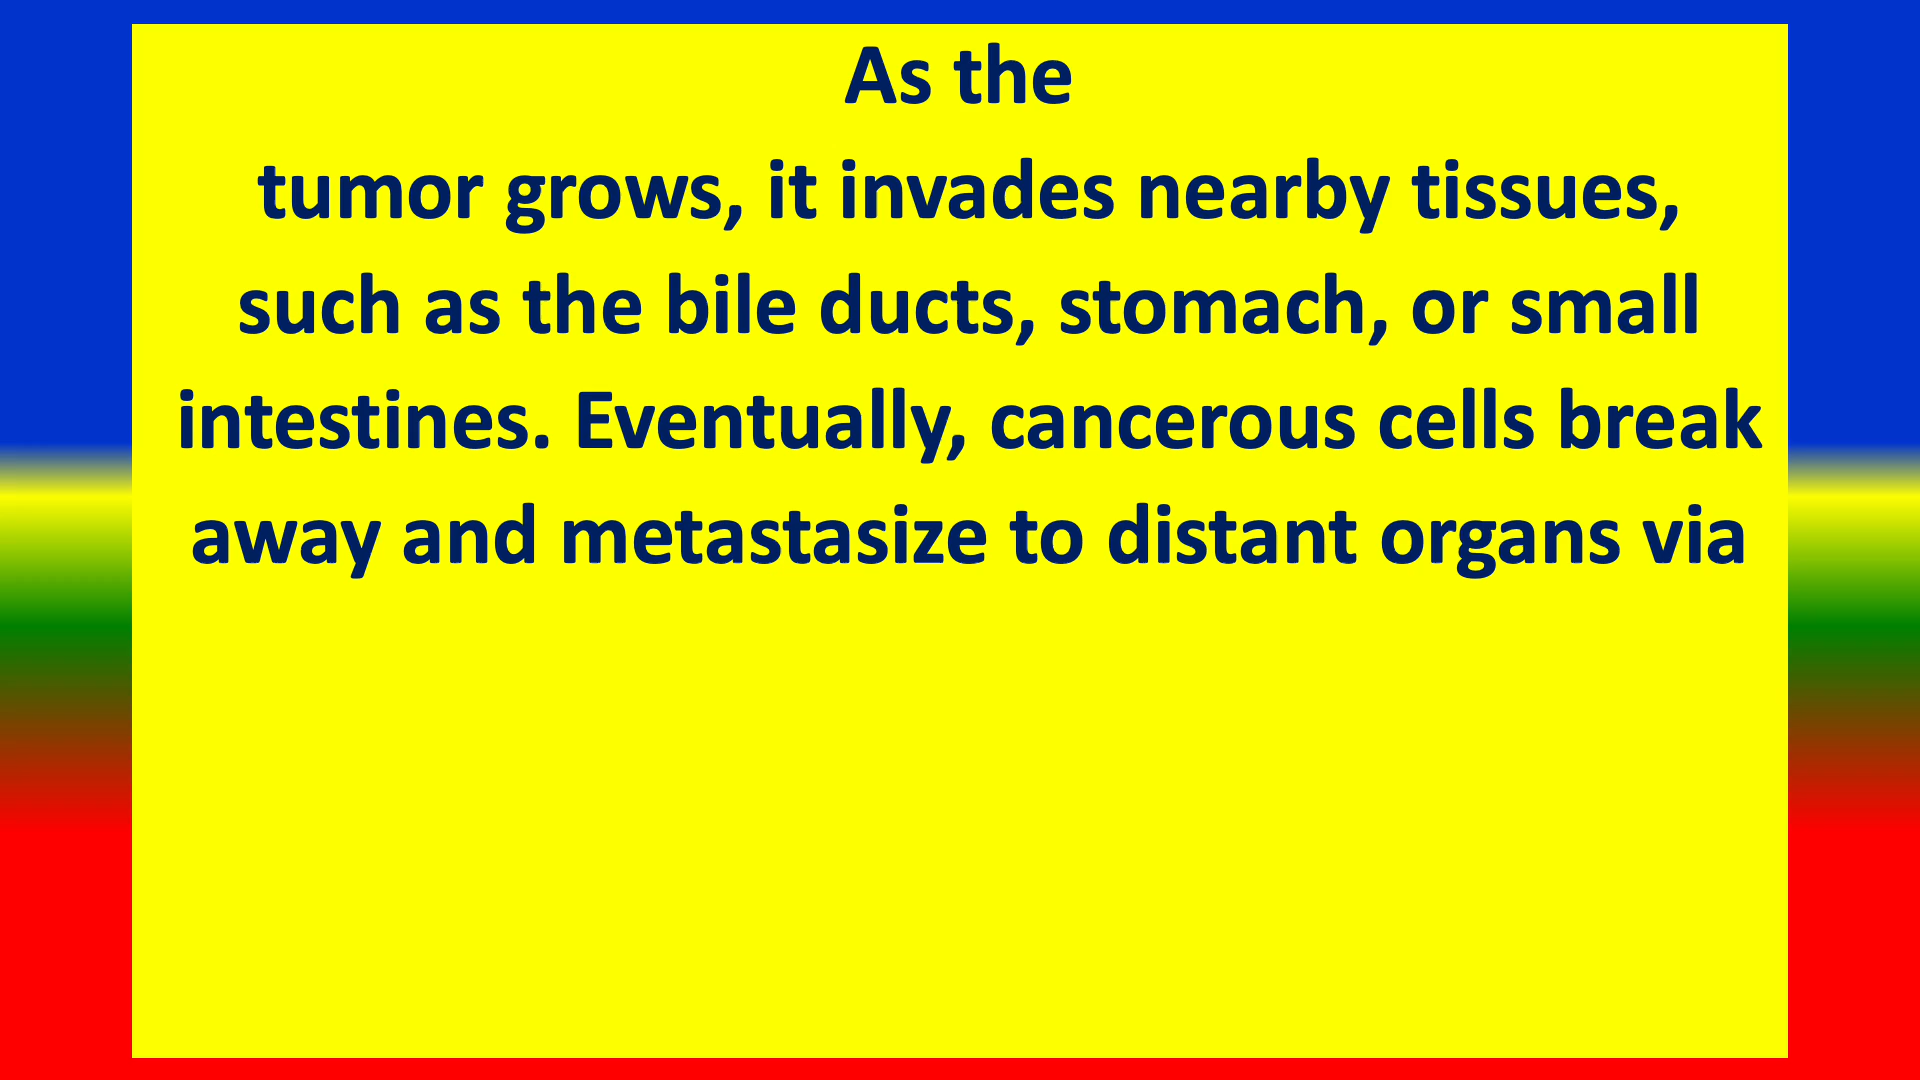 As the
tumor grows, it invades nearby tissues,
such as the bile ducts, stomach, or small
intestines. Eventually, cancerous cells break
away and metastasize to distant organs via